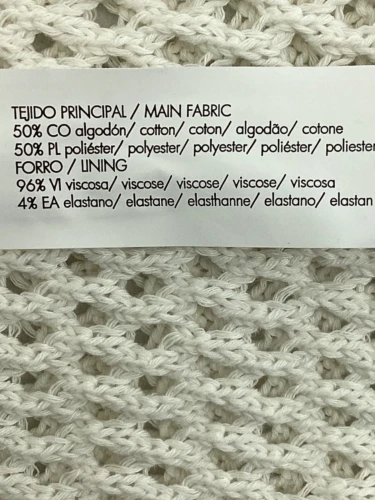 TEJIDO PRINCIPAL / MAIN FABRIC
50% CO algodón/ cotton/ coton/ algodão/ cotone
50% PL poliéster/ polyester/ polyester/ poliéster/ poliester
FORRO / LINING
96% VI viscosa/ viscose/ viscose/ viscose/ viscosa
4% EA elastano/ elastane/ elasthanne/ elastano/ elastan